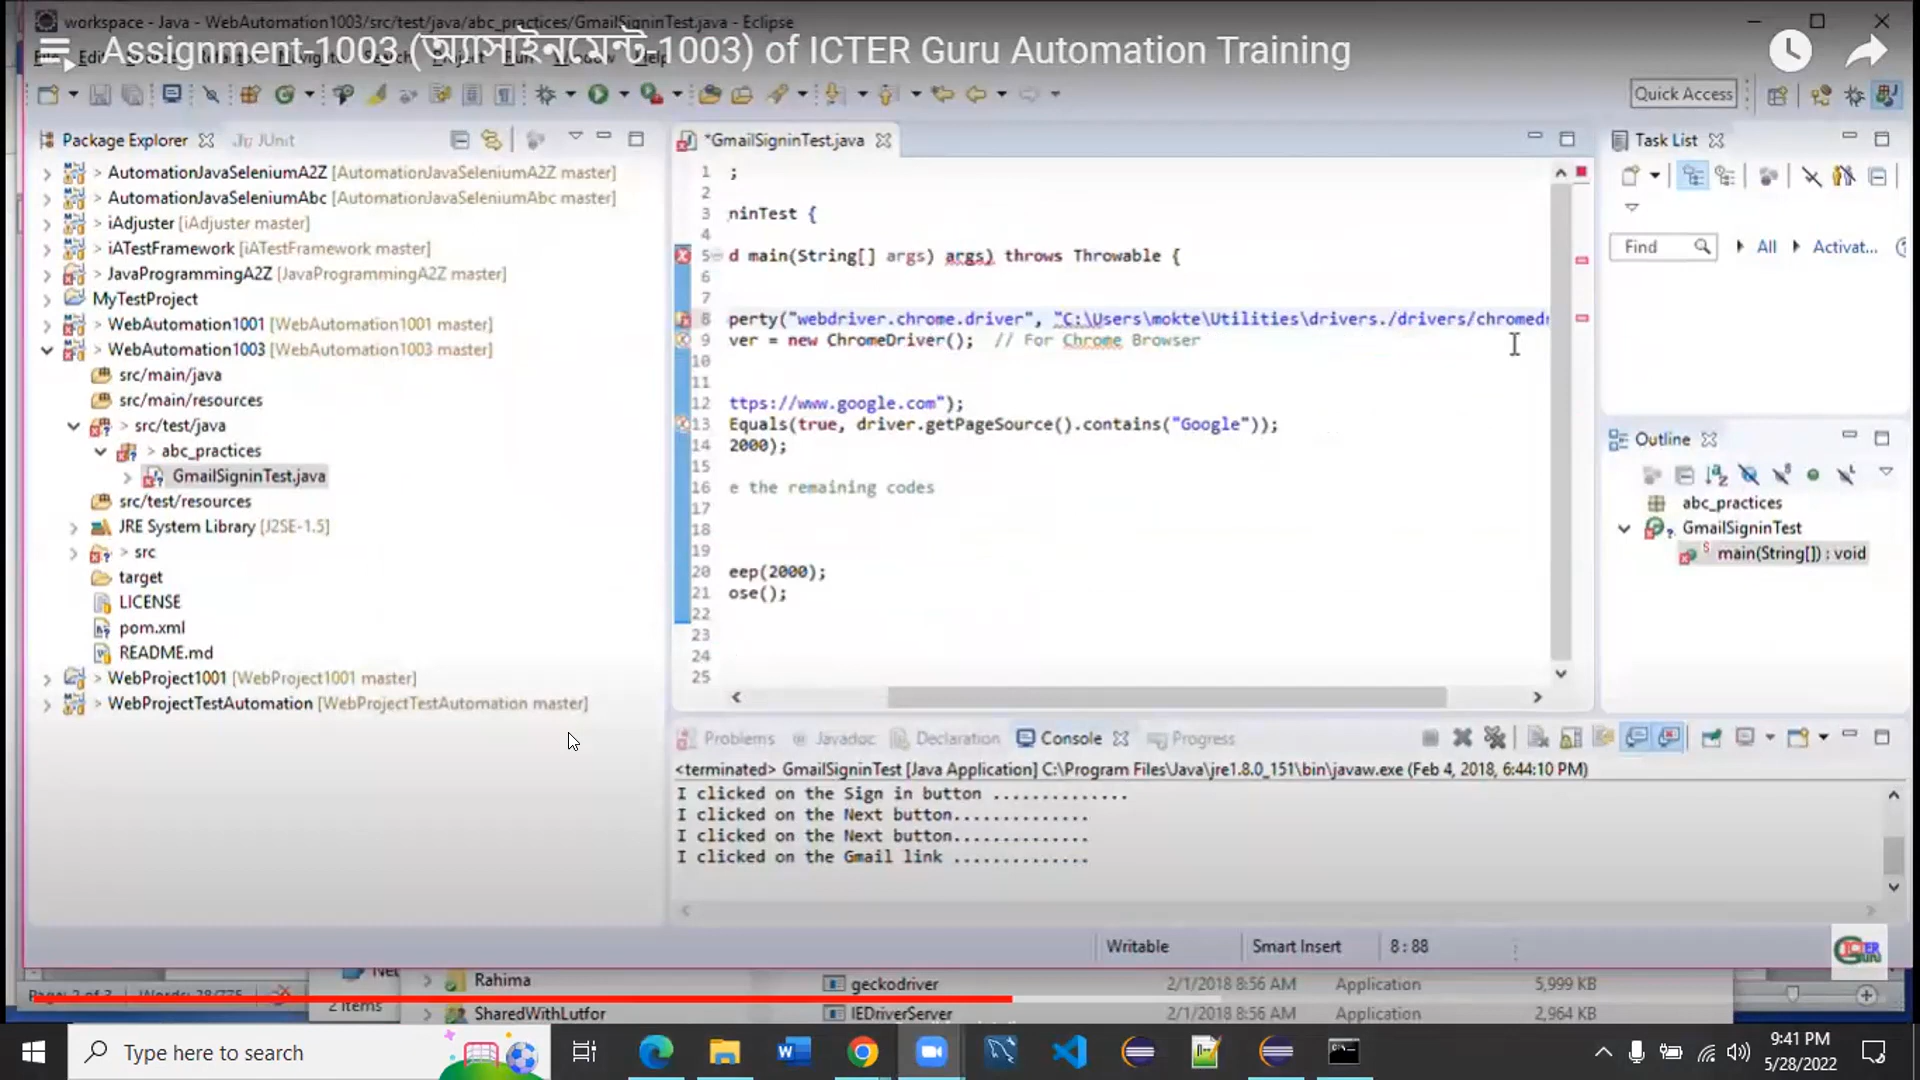 workspace - Java - WebAutomation1003/src/test/java/abc_practices/GmailSigninTest.java - Eclipse
Assignment-1003 (অ্যাসাইনমেন্ট-1003) of ICTER Guru Automation Training
Quick Access
Package Explorer
JUnit
*GmailSigninTest.java
Task List
> AutomationJavaSeleniumA2Z [AutomationJavaSeleniumA2Z master]
> AutomationJavaSeleniumAbc [AutomationJavaSeleniumAbc master]
> iAdjuster [iAdjuster master]
> iATestFramework [iATestFramework master]
> JavaProgrammingA2Z [JavaProgrammingA2Z master]
MyTestProject
> WebAutomation1001 [WebAutomation1001 master]
> WebAutomation1003 [WebAutomation1003 master]
src/main/java
src/main/resources
> src/test/java
> abc_practices
GmailSigninTest.java
src/test/resources
JRE System Library [J2SE-1.5]
> src
target
LICENSE
pom.xml
README.md
> WebProject1001 [WebProject1001 master]
> WebProjectTestAutomation [WebProjectTestAutomation master]
1 ;
2
3 ninTest {
4
5 d main(String[] args) args) throws Throwable {
6
7
8 perty("webdriver.chrome.driver", "C:\Users\mokte\Utilities\drivers./drivers/chromedr
9 ver = new ChromeDriver(); // For Chrome Browser
10
11
12 ttps://www.google.com");
13 Equals(true, driver.getPageSource().contains("Google"));
14 2000);
15
16 e the remaining codes
17
18
19
20 eep(2000);
21 ose();
22
23
24
25
Find
All
Activat...
Outline
abc_practices
GmailSigninTest
main(String[]) : void
Problems
Javadoc
Declaration
Console
Progress
<terminated> GmailSigninTest [Java Application] C:\Program Files\Java\jre1.8.0_151\bin\javaw.exe (Feb 4, 2018, 6:44:10 PM)
I clicked on the Sign in button ..............
I clicked on the Next button..............
I clicked on the Next button..............
I clicked on the Gmail link ..............
Writable
Smart Insert
8 : 88
ICTER Guru
Page: 2 of 3
Words: 28/775
2 items
Net
Rahima
geckodriver
2/1/2018 8:56 AM
Application
5,999 KB
SharedWithLutfor
IEDriverServer
2/1/2018 8:56 AM
Application
2,964 KB
Type here to search
9:41 PM
5/28/2022